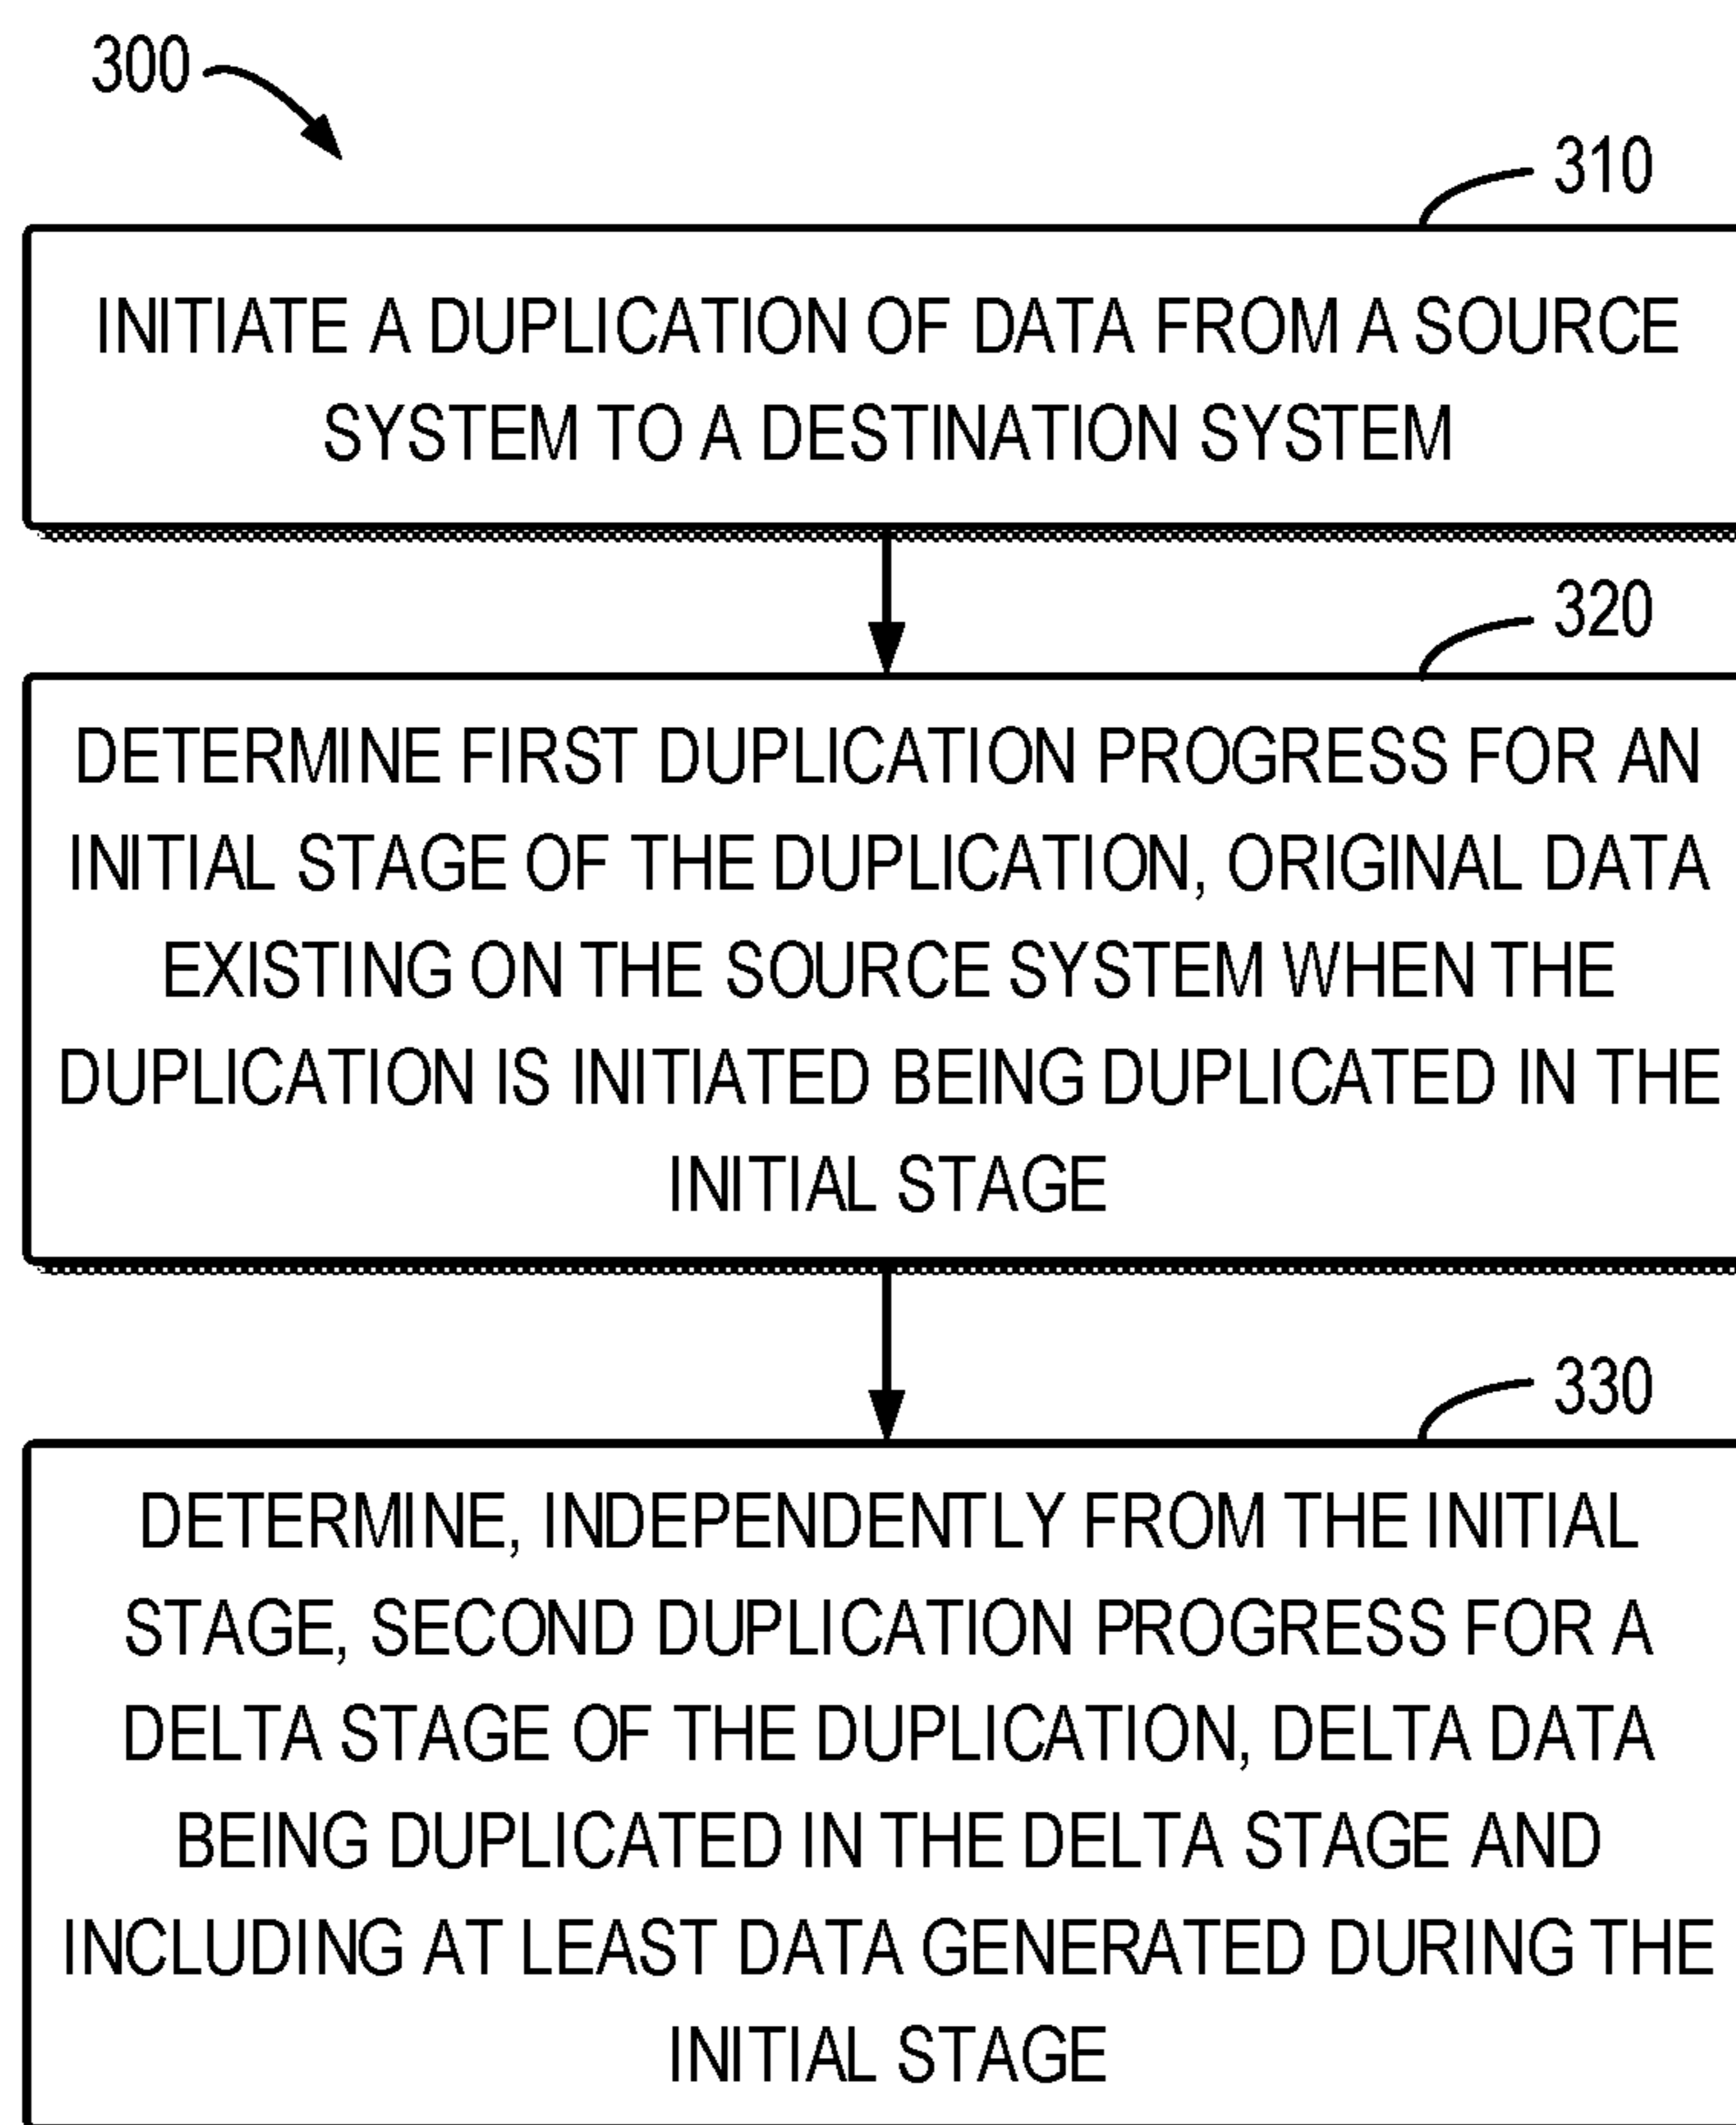 300
310
INITIATE A DUPLICATION OF DATA FROM A SOURCE
SYSTEM TO A DESTINATION SYSTEM
320
DETERMINE FIRST DUPLICATION PROGRESS FOR AN
INITIAL STAGE OF THE DUPLICATION, ORIGINAL DATA
EXISTING ON THE SOURCE SYSTEM WHEN THE
DUPLICATION IS INITIATED BEING DUPLICATED IN THE
INITIAL STAGE
330
DETERMINE, INDEPENDENTLY FROM THE INITIAL
STAGE, SECOND DUPLICATION PROGRESS FOR A
DELTA STAGE OF THE DUPLICATION, DELTA DATA
BEING DUPLICATED IN THE DELTA STAGE AND
INCLUDING AT LEAST DATA GENERATED DURING THE
INITIAL STAGE